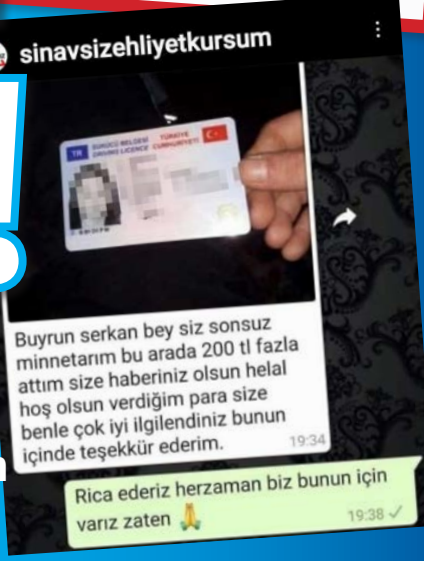 sinavsizehliyetkursum
TR SÜRÜCÜ BELGESİ TÜRKİYE
DRIVING LICENCE CUMHURİYETİ
Buyrun serkan bey siz sonsuz
minnetarım bu arada 200 tl fazla
attım size haberiniz olsun helal
hoş olsun verdiğim para size
benle çok iyi ilgilendiniz bunun
içinde teşekkür ederim. 19:34
Rica ederiz herzaman biz bunun için
varız zaten 🙏 19:38